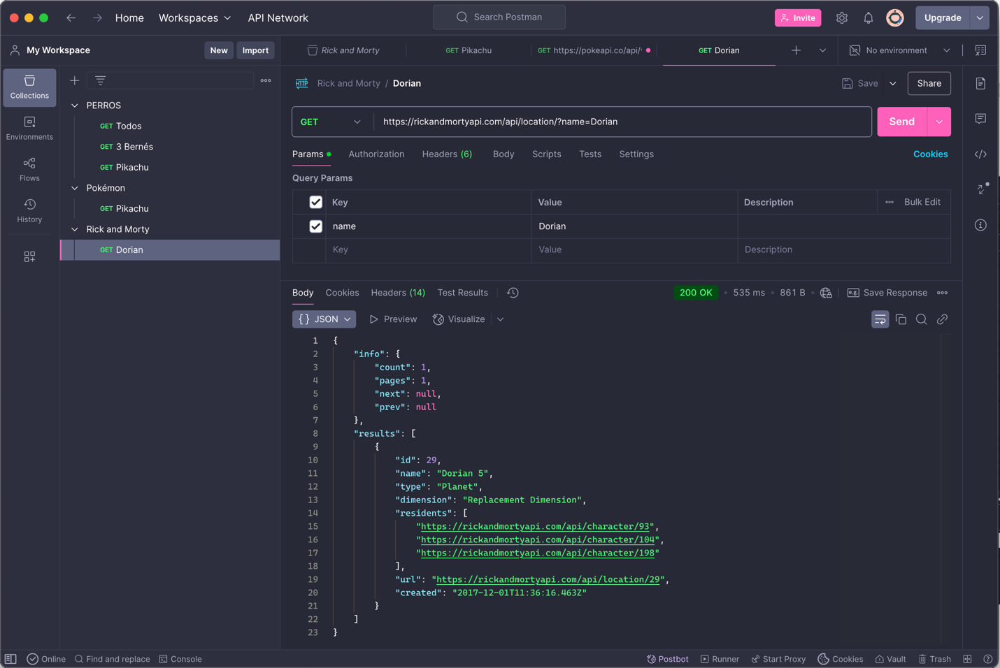 Home Workspaces API Network Search Postman Invite Upgrade
My Workspace New Import
Rick and Morty GET Pikachu GET https://pokeapi.co/api/ GET Dorian No environment
Collections
Environments
Flows
History
PERROS
GET Todos
GET 3 Bernés
GET Pikachu
Pokémon
GET Pikachu
Rick and Morty
GET Dorian
HTTP Rick and Morty / Dorian Save Share
GET https://rickandmortyapi.com/api/location/?name=Dorian Send
Params Authorization Headers (6) Body Scripts Tests Settings Cookies
Query Params
Key Value Description Bulk Edit
name Dorian
Key Value Description
Body Cookies Headers (14) Test Results 200 OK 535 ms 861 B e.g. Save Response
{} JSON Preview Visualize
1 {
2 "info": {
3 "count": 1,
4 "pages": 1,
5 "next": null,
6 "prev": null
7 },
8 "results": [
9 {
10 "id": 29,
11 "name": "Dorian 5",
12 "type": "Planet",
13 "dimension": "Replacement Dimension",
14 "residents": [
15 "https://rickandmortyapi.com/api/character/93",
16 "https://rickandmortyapi.com/api/character/104",
17 "https://rickandmortyapi.com/api/character/198"
18 ],
19 "url": "https://rickandmortyapi.com/api/location/29",
20 "created": "2017-12-01T11:36:16.463Z"
21 }
22 ]
23 }
Online Find and replace Console Postbot Runner Start Proxy Cookies Vault Trash